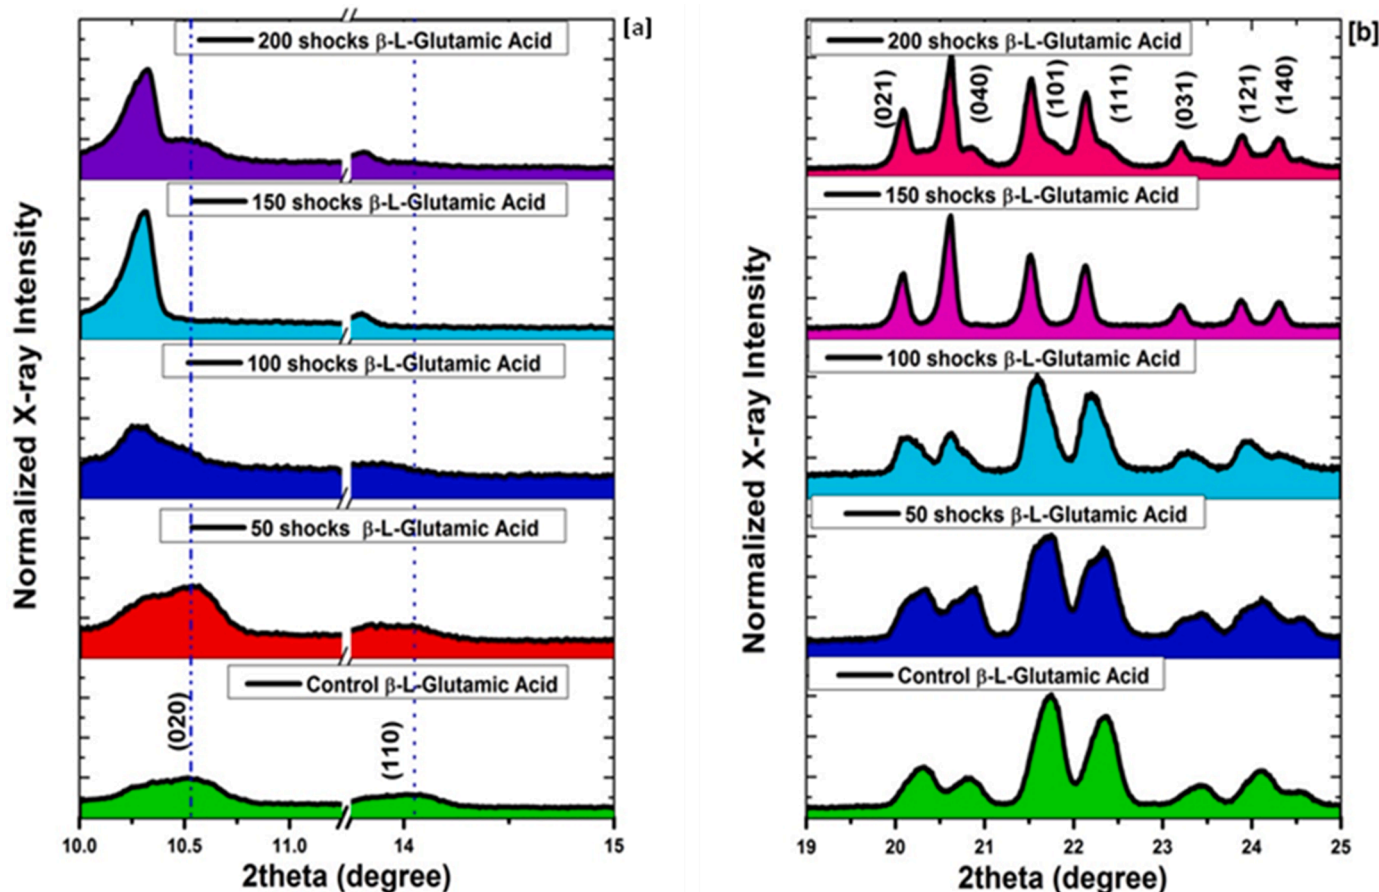 [a]
200 shocks β-L-Glutamic Acid
150 shocks β-L-Glutamic Acid
100 shocks β-L-Glutamic Acid
50 shocks β-L-Glutamic Acid
Control β-L-Glutamic Acid
(020)
(110)
Normalized X-ray Intensity
10.0 10.5 11.0 14 15
2theta (degree)
[b]
200 shocks β-L-Glutamic Acid
(021) (040) (101) (111) (031) (121) (140)
150 shocks β-L-Glutamic Acid
100 shocks β-L-Glutamic Acid
50 shocks β-L-Glutamic Acid
Control β-L-Glutamic Acid
Normalized X-ray Intensity
19 20 21 22 23 24 25
2theta (degree)